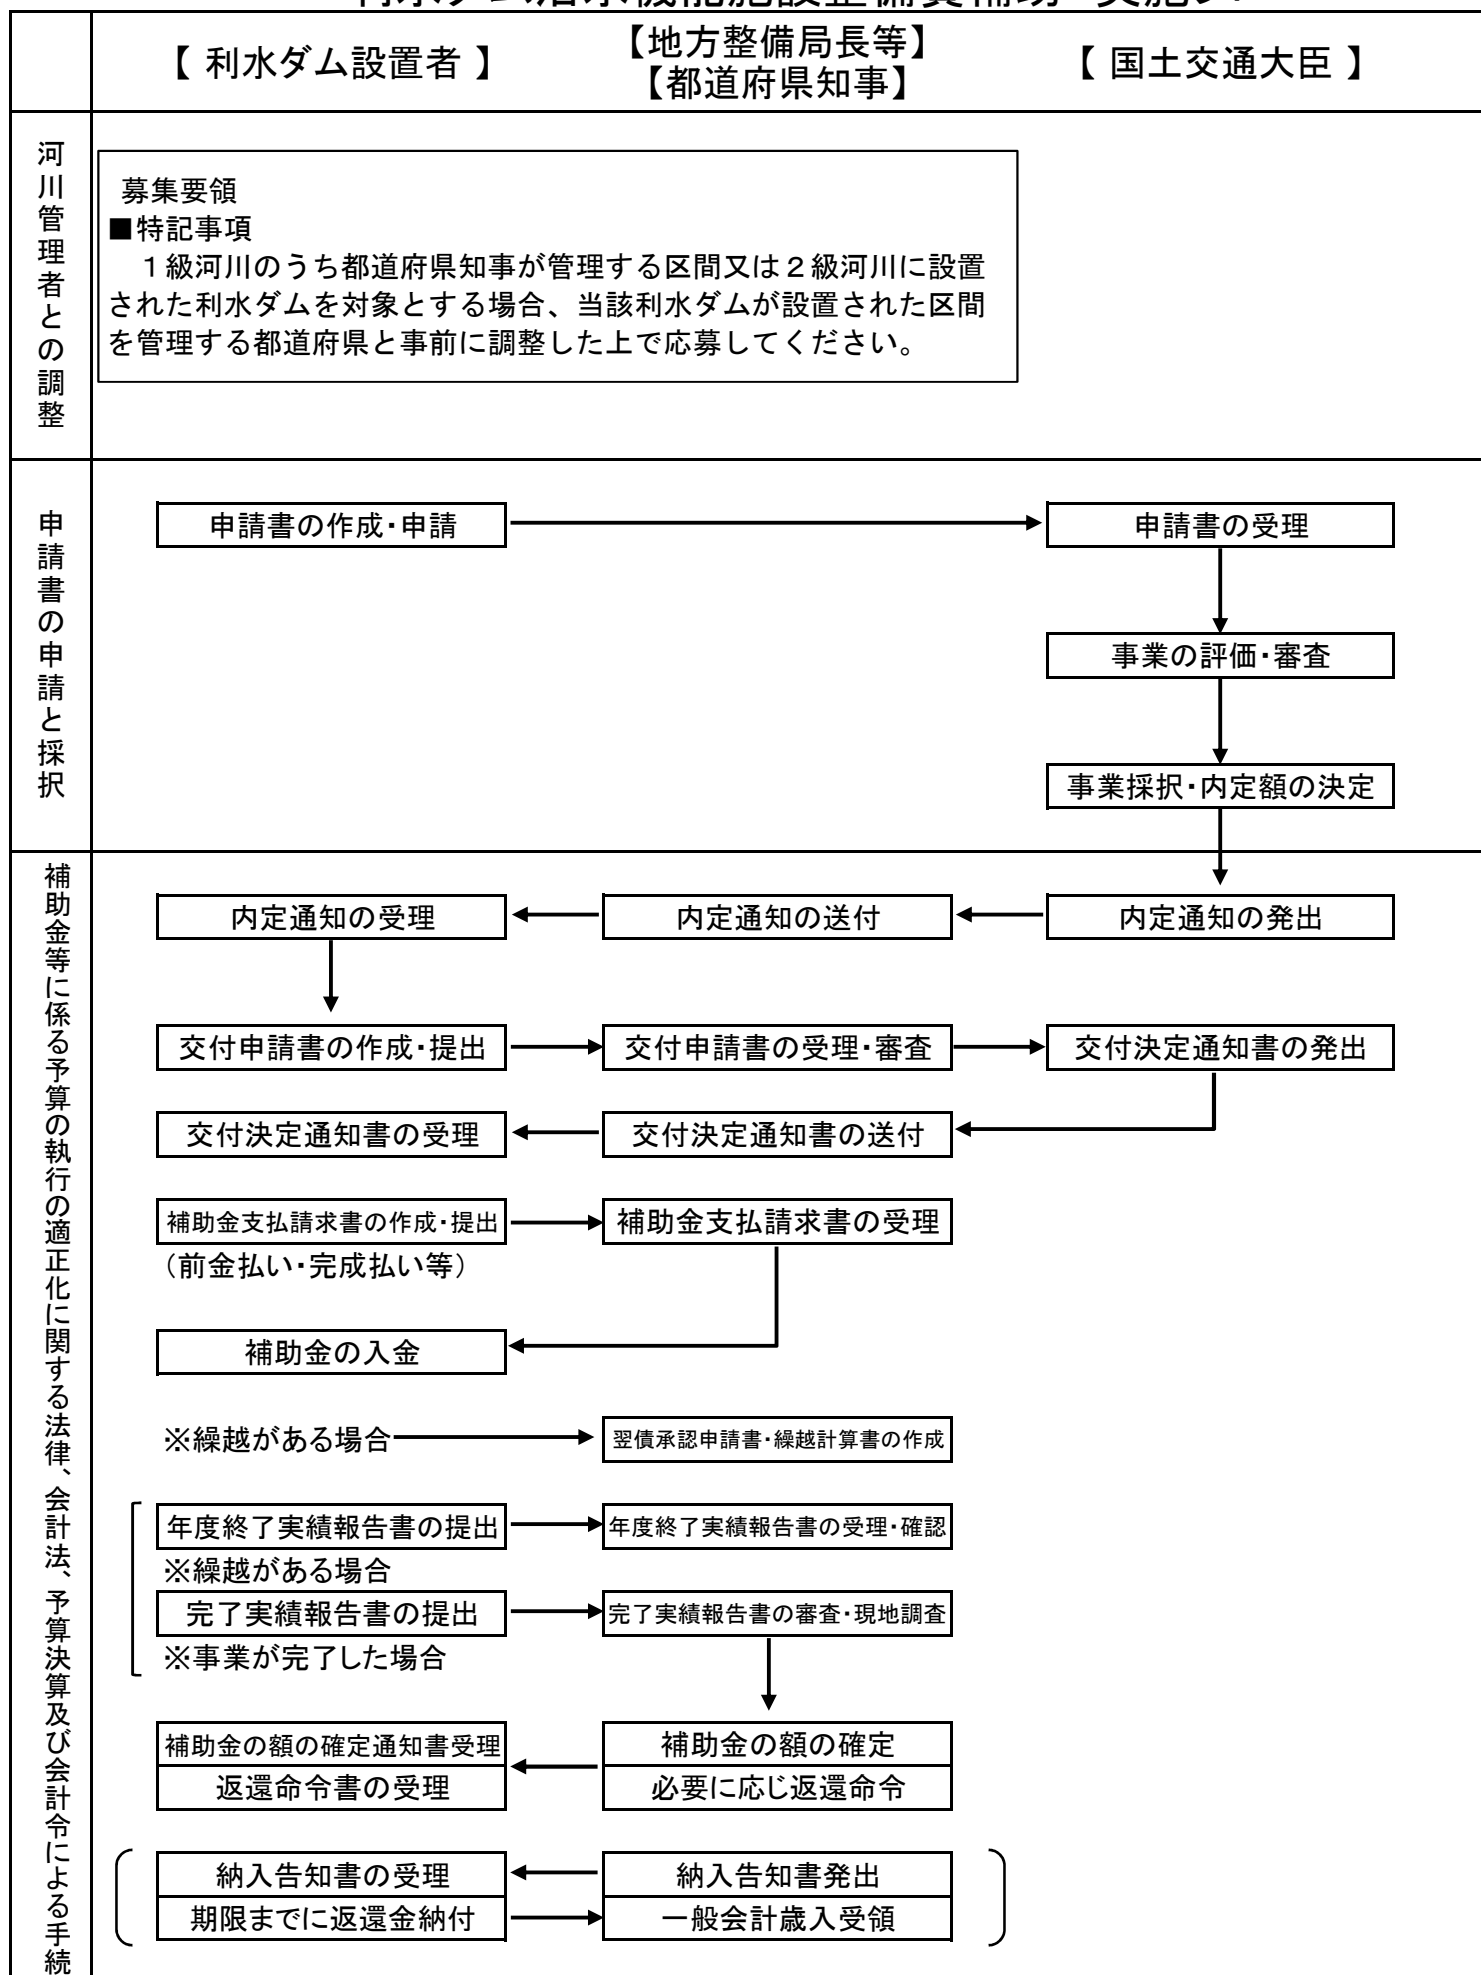 【 利水ダム設置者 】
【地方整備局長等】
【都道府県知事】
【 国土交通大臣 】
河川管理者との調整
募集要領
■特記事項
１級河川のうち都道府県知事が管理する区間又は２級河川に設置
された利水ダムを対象とする場合、当該利水ダムが設置された区間
を管理する都道府県と事前に調整した上で応募してください。
申請書の申請と採択
申請書の作成・申請
申請書の受理
事業の評価・審査
事業採択・内定額の決定
補助金等に係る予算の執行の適正化に関する法律、会計法、予算決算及び会計令による手続
内定通知の受理
内定通知の送付
内定通知の発出
交付申請書の作成・提出
交付申請書の受理・審査
交付決定通知書の発出
交付決定通知書の受理
交付決定通知書の送付
補助金支払請求書の作成・提出
補助金支払請求書の受理
（前金払い・完成払い等）
補助金の入金
※繰越がある場合
翌債承認申請書・繰越計算書の作成
年度終了実績報告書の提出
年度終了実績報告書の受理・確認
※繰越がある場合
完了実績報告書の提出
完了実績報告書の審査・現地調査
※事業が完了した場合
補助金の額の確定通知書受理
補助金の額の確定
返還命令書の受理
必要に応じ返還命令
納入告知書の受理
納入告知書発出
期限までに返還金納付
一般会計歳入受領